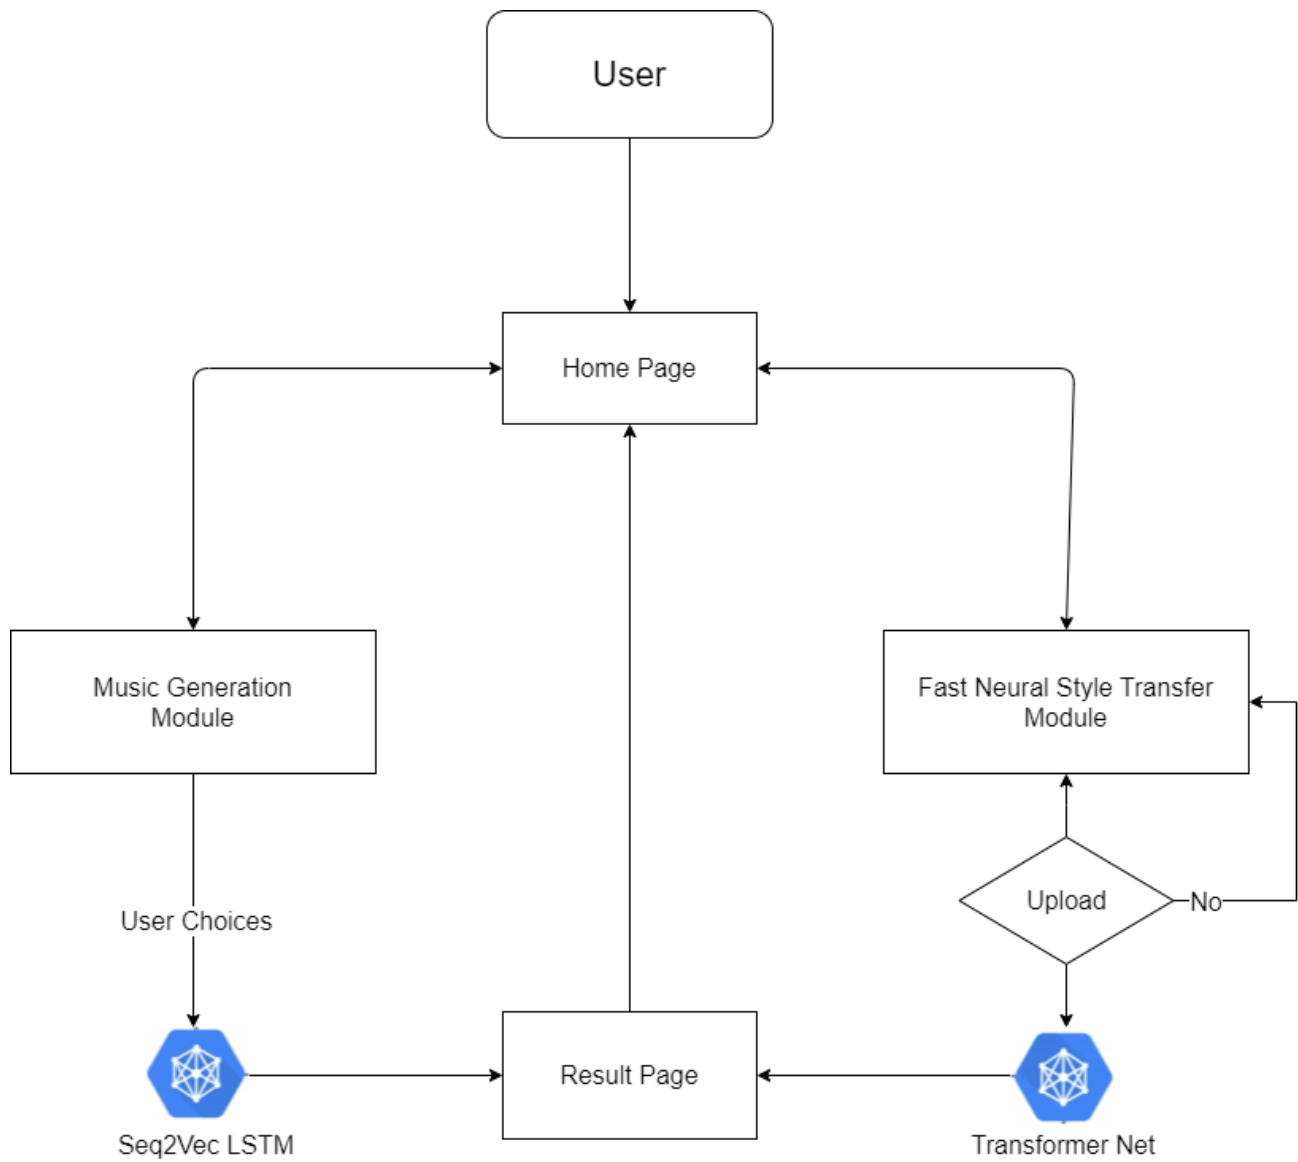 User
Home Page
Music Generation
Module
Fast Neural Style Transfer
Module
Upload
No
User Choices
Result Page
Seq2Vec LSTM
Transformer Net